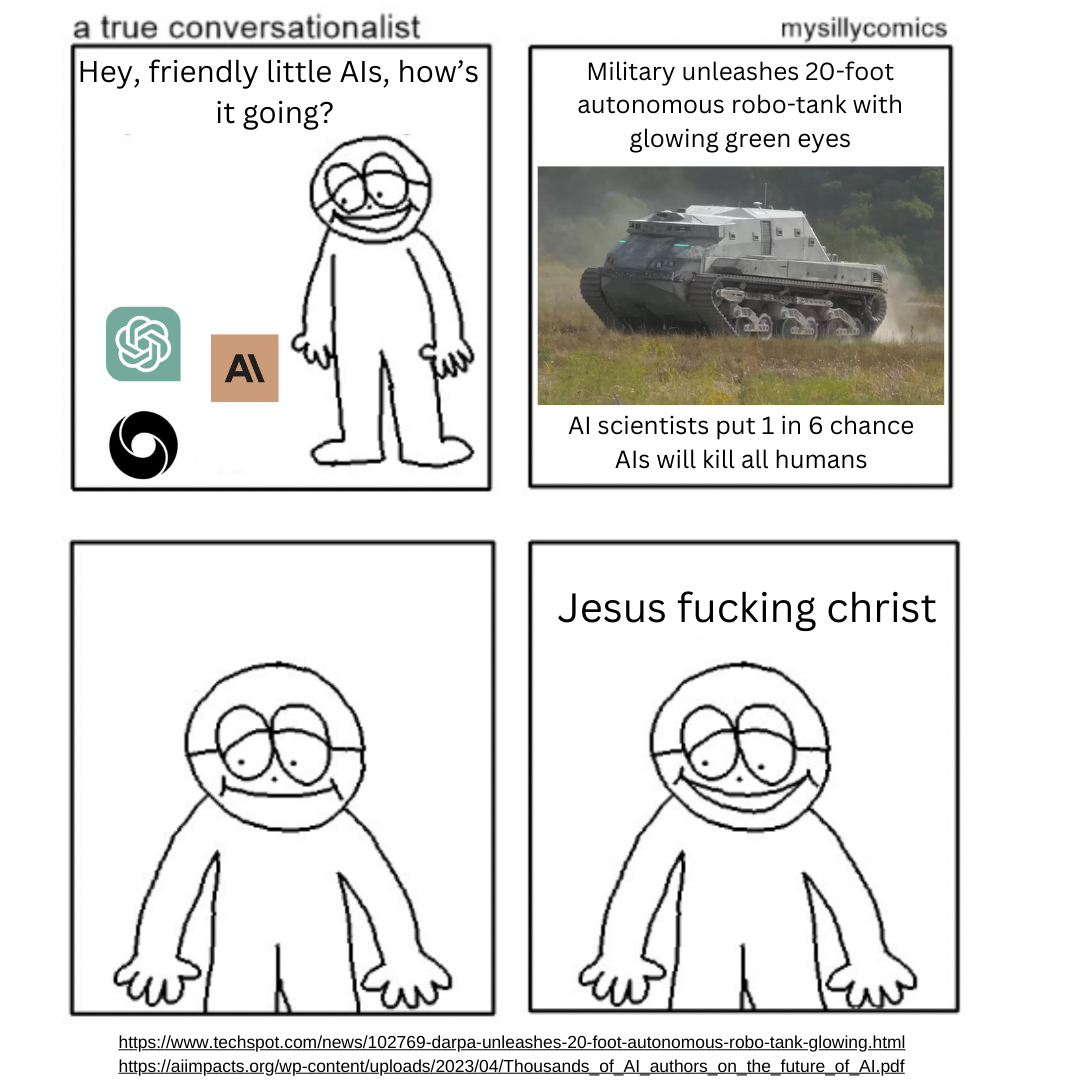 a true conversationalist
mysillycomics
Hey, friendly little AIs, how's
it going?
AI
Military unleashes 20-foot
autonomous robo-tank with
glowing green eyes
AI scientists put 1 in 6 chance
AIs will kill all humans
Jesus fucking christ
https://www.techspot.com/news/102769-darpa-unleashes-20-foot-autonomous-robo-tank-glowing.html
https://aiimpacts.org/wp-content/uploads/2023/04/Thousands_of_AI_authors_on_the_future_of_AI.pdf